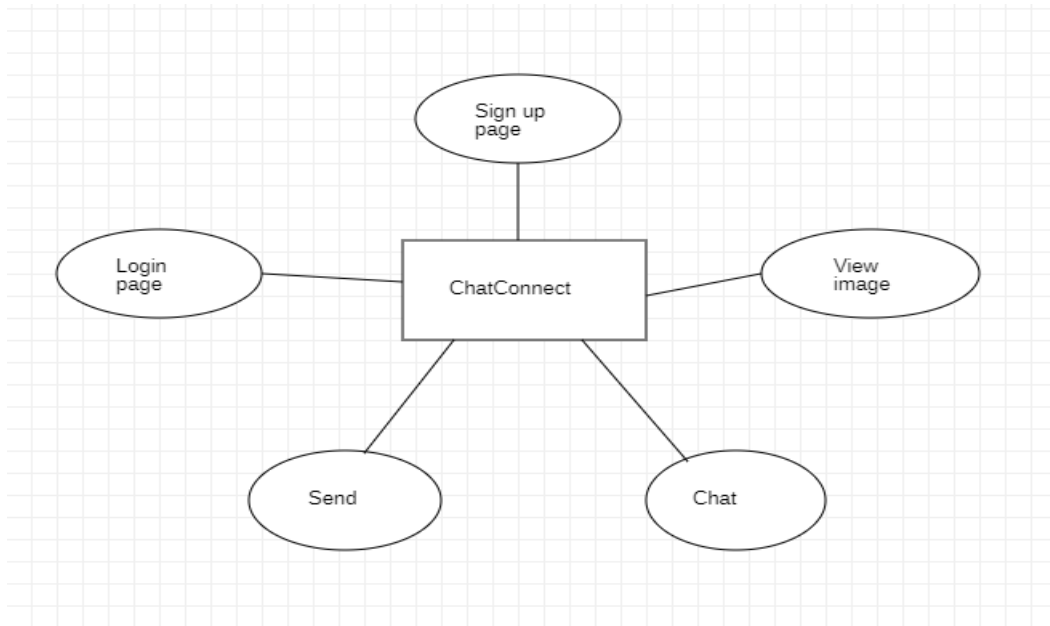 Sign up
page
Login
page
ChatConnect
View
image
Send
Chat